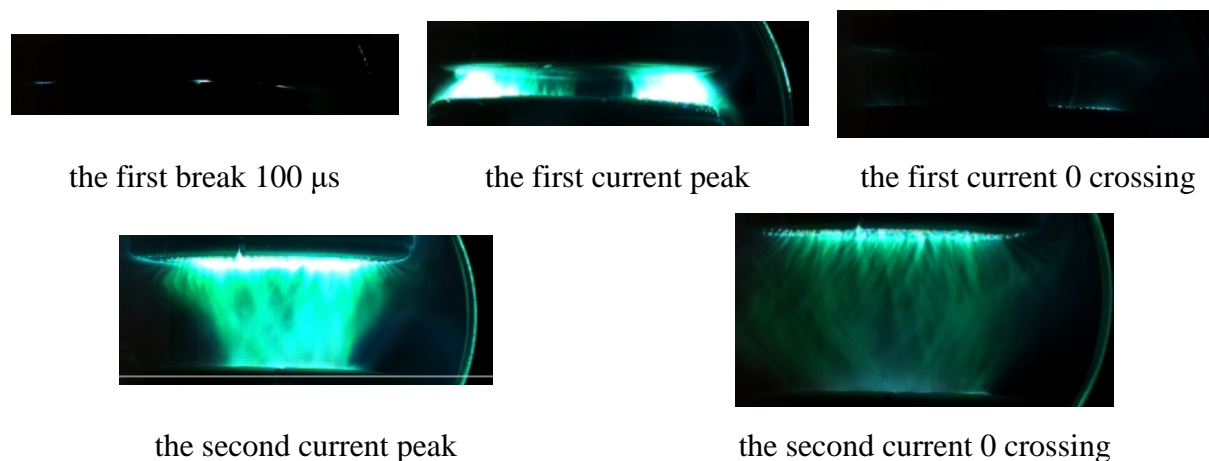 the first break 100 μs
the first current peak
the first current 0 crossing
the second current peak
the second current 0 crossing